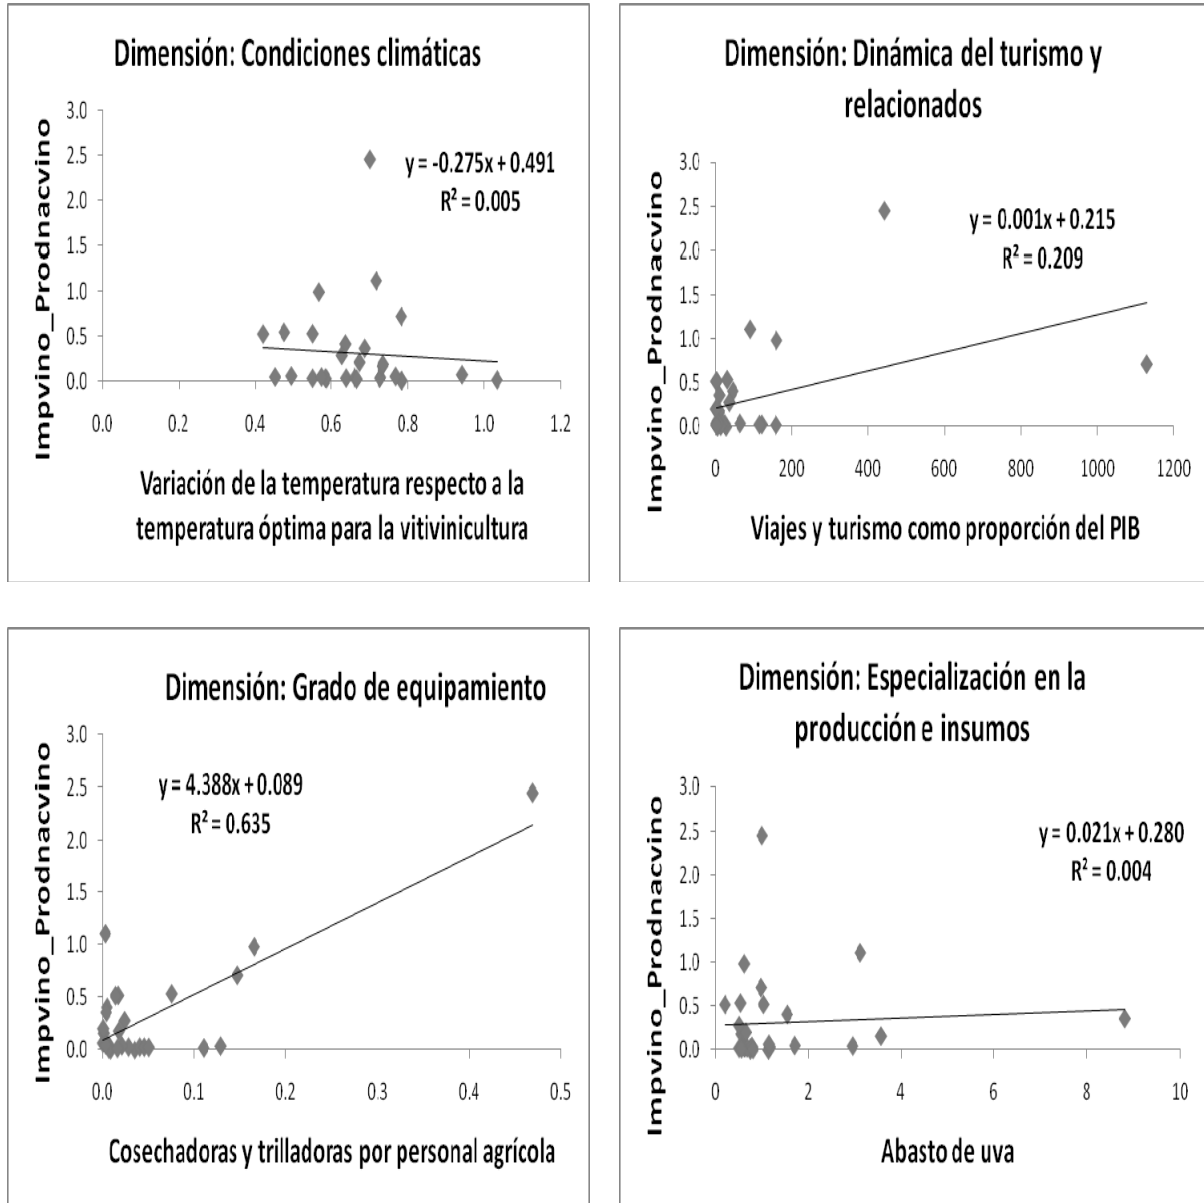 Dimensión: Condiciones climáticas
Impvino_Prodnacvino
3.0
2.5
2.0
1.5
1.0
0.5
0.0
y = -0.275x + 0.491
R² = 0.005
0.0 0.2 0.4 0.6 0.8 1.0 1.2
Variación de la temperatura respecto a la
temperatura óptima para la vitivinicultura
Dimensión: Dinámica del turismo y
relacionados
Impvino_Prodnacvino
3.0
2.5
2.0
1.5
1.0
0.5
0.0
y = 0.001x + 0.215
R² = 0.209
0 200 400 600 800 1000 1200
Viajes y turismo como proporción del PIB
Dimensión: Grado de equipamiento
Impvino_Prodnacvino
3.0
2.5
2.0
1.5
1.0
0.5
0.0
y = 4.388x + 0.089
R² = 0.635
0.0 0.1 0.2 0.3 0.4 0.5
Cosechadoras y trilladoras por personal agrícola
Dimensión: Especialización en la
producción e insumos
Impvino_Prodnacvino
3.0
2.5
2.0
1.5
1.0
0.5
0.0
y = 0.021x + 0.280
R² = 0.004
0 2 4 6 8 10
Abasto de uva